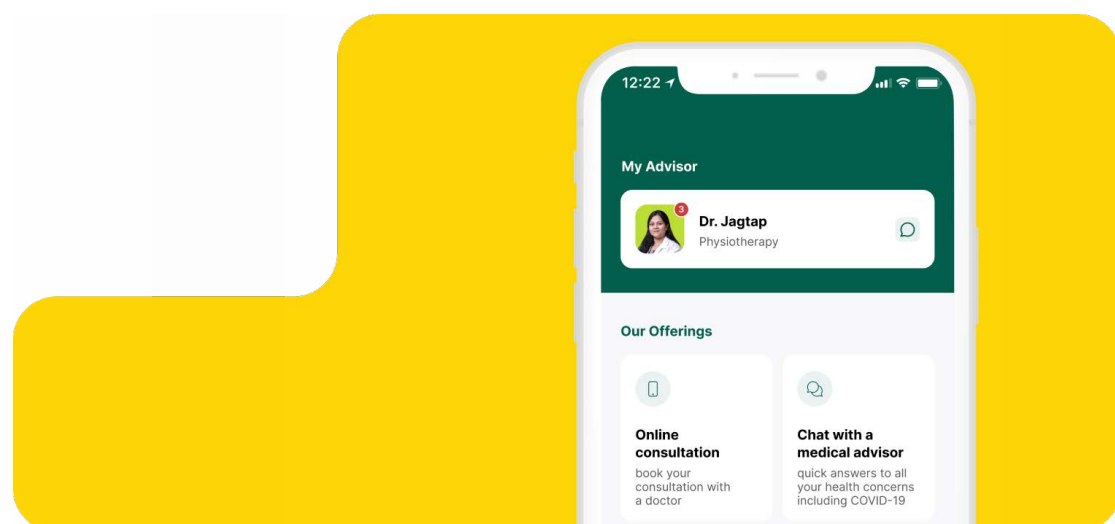 12:22
My Advisor
3
Dr. Jagtap
Physiotherapy
Our Offerings
Online
consultation
book your
consultation with
a doctor
Chat with a
medical advisor
quick answers to all
your health concerns
including COVID-19